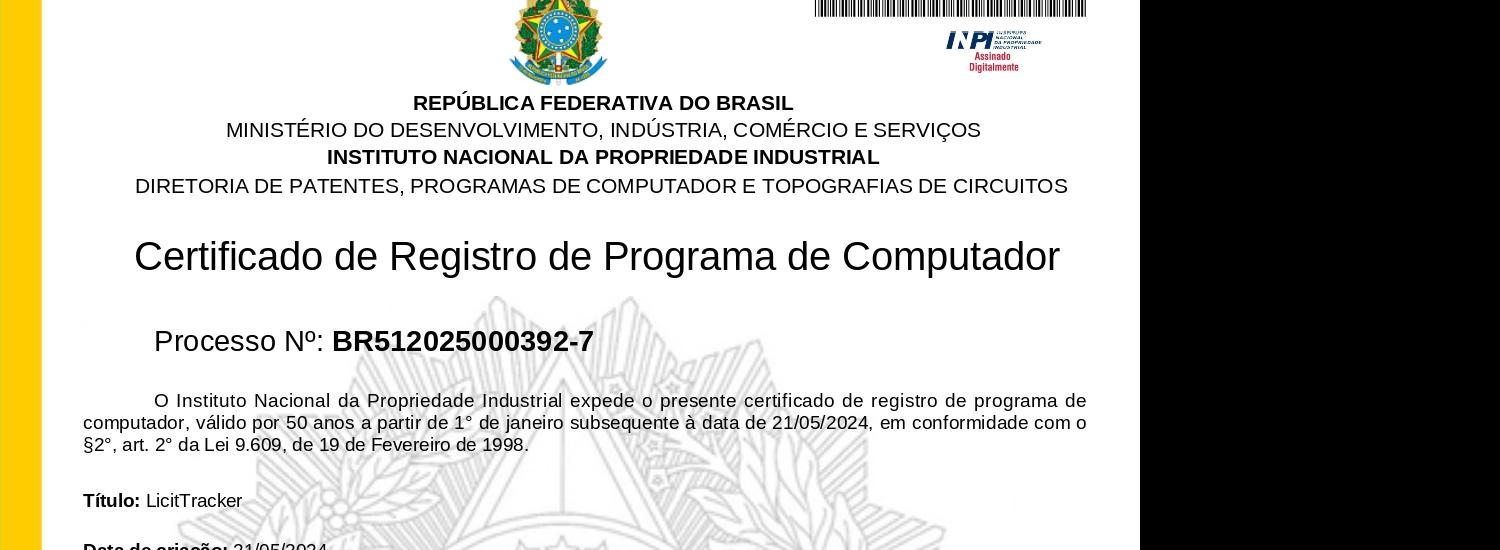 INPI INSTITUTO
NACIONAL
DA PROPRIEDADE
INDUSTRIAL
Assinado
Digitalmente
REPÚBLICA FEDERATIVA DO BRASIL
MINISTÉRIO DO DESENVOLVIMENTO, INDÚSTRIA, COMÉRCIO E SERVIÇOS
INSTITUTO NACIONAL DA PROPRIEDADE INDUSTRIAL
DIRETORIA DE PATENTES, PROGRAMAS DE COMPUTADOR E TOPOGRAFIAS DE CIRCUITOS
Certificado de Registro de Programa de Computador
Processo Nº: BR512025000392-7
O Instituto Nacional da Propriedade Industrial expede o presente certificado de registro de programa de
computador, válido por 50 anos a partir de 1° de janeiro subsequente à data de 21/05/2024, em conformidade com o
§2°, art. 2° da Lei 9.609, de 19 de Fevereiro de 1998.
Título: LicitTracker
Data de criação: 21/05/2024